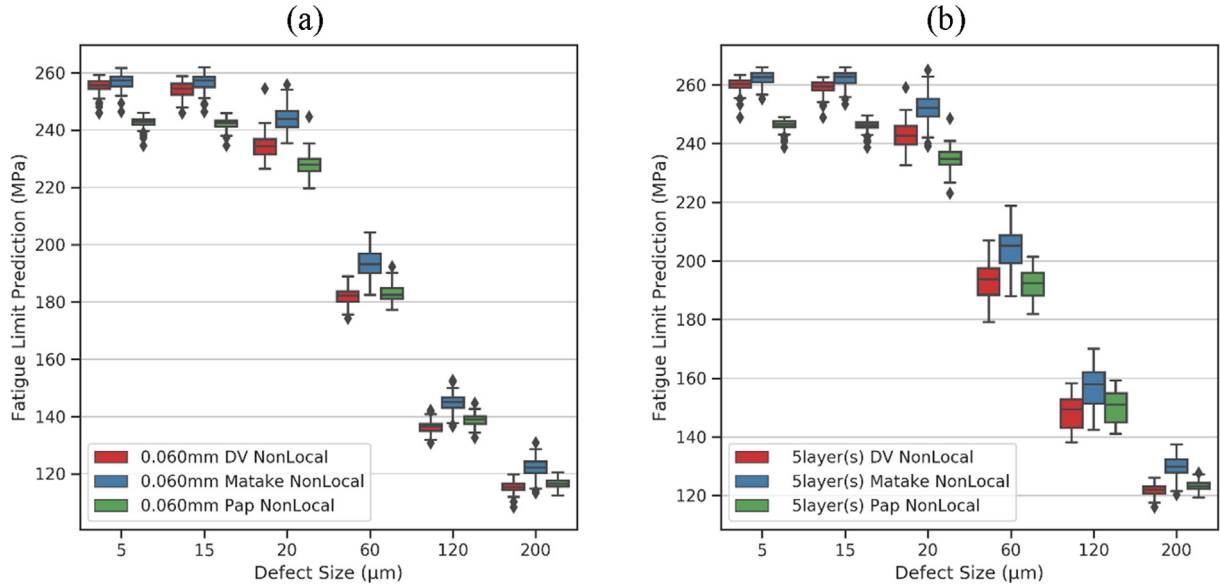 (a)
Fatigue Limit Prediction (MPa)
260
240
220
200
180
160
140
120
0.060mm DV NonLocal
0.060mm Matake NonLocal
0.060mm Pap NonLocal
5 15 20 60 120 200
Defect Size (μm)
(b)
Fatigue Limit Prediction (MPa)
260
240
220
200
180
160
140
120
5layer(s) DV NonLocal
5layer(s) Matake NonLocal
5layer(s) Pap NonLocal
5 15 20 60 120 200
Defect Size (μm)